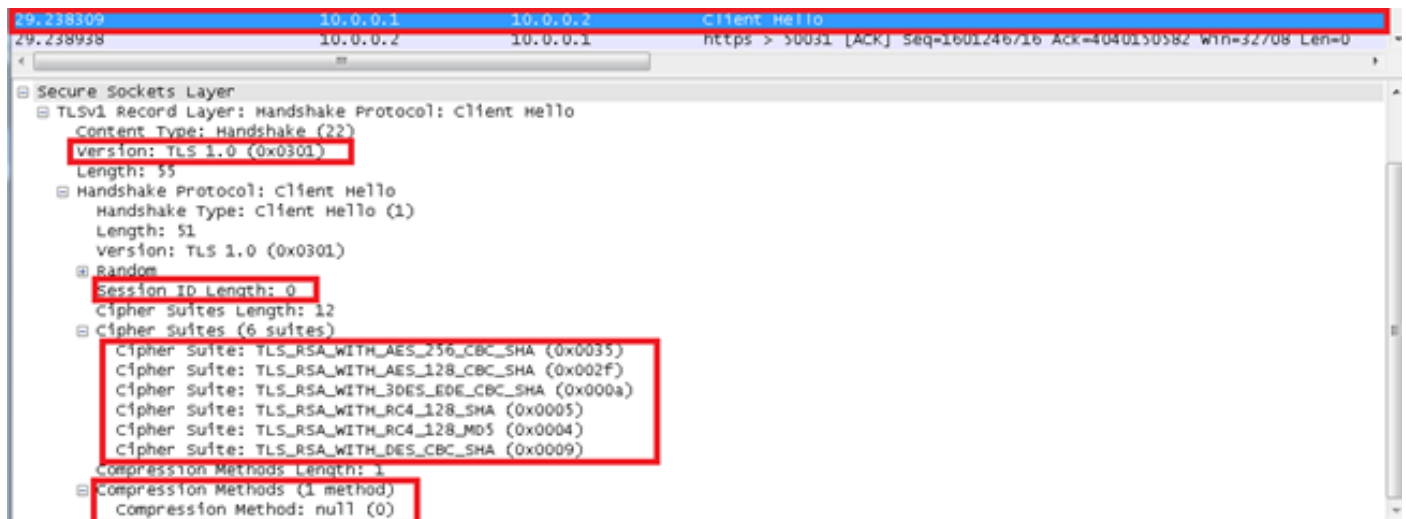 29.238309 10.0.0.1 10.0.0.2 Client Hello
29.238938 10.0.0.2 10.0.0.1 https > 50031 [ACK] Seq=1601246716 Ack=4040150582 Win=32708 Len=0
Secure Sockets Layer
TLSv1 Record Layer: Handshake Protocol: Client Hello
Content Type: Handshake (22)
Version: TLS 1.0 (0x0301)
Length: 55
Handshake Protocol: Client Hello
Handshake Type: Client Hello (1)
Length: 51
Version: TLS 1.0 (0x0301)
Random
Session ID Length: 0
Cipher Suites Length: 12
Cipher Suites (6 suites)
Cipher Suite: TLS_RSA_WITH_AES_256_CBC_SHA (0x0035)
Cipher Suite: TLS_RSA_WITH_AES_128_CBC_SHA (0x002f)
Cipher Suite: TLS_RSA_WITH_3DES_EDE_CBC_SHA (0x000a)
Cipher Suite: TLS_RSA_WITH_RC4_128_SHA (0x0005)
Cipher Suite: TLS_RSA_WITH_RC4_128_MD5 (0x0004)
Cipher Suite: TLS_RSA_WITH_DES_CBC_SHA (0x0009)
Compression Methods Length: 1
Compression Methods (1 method)
Compression Method: null (0)